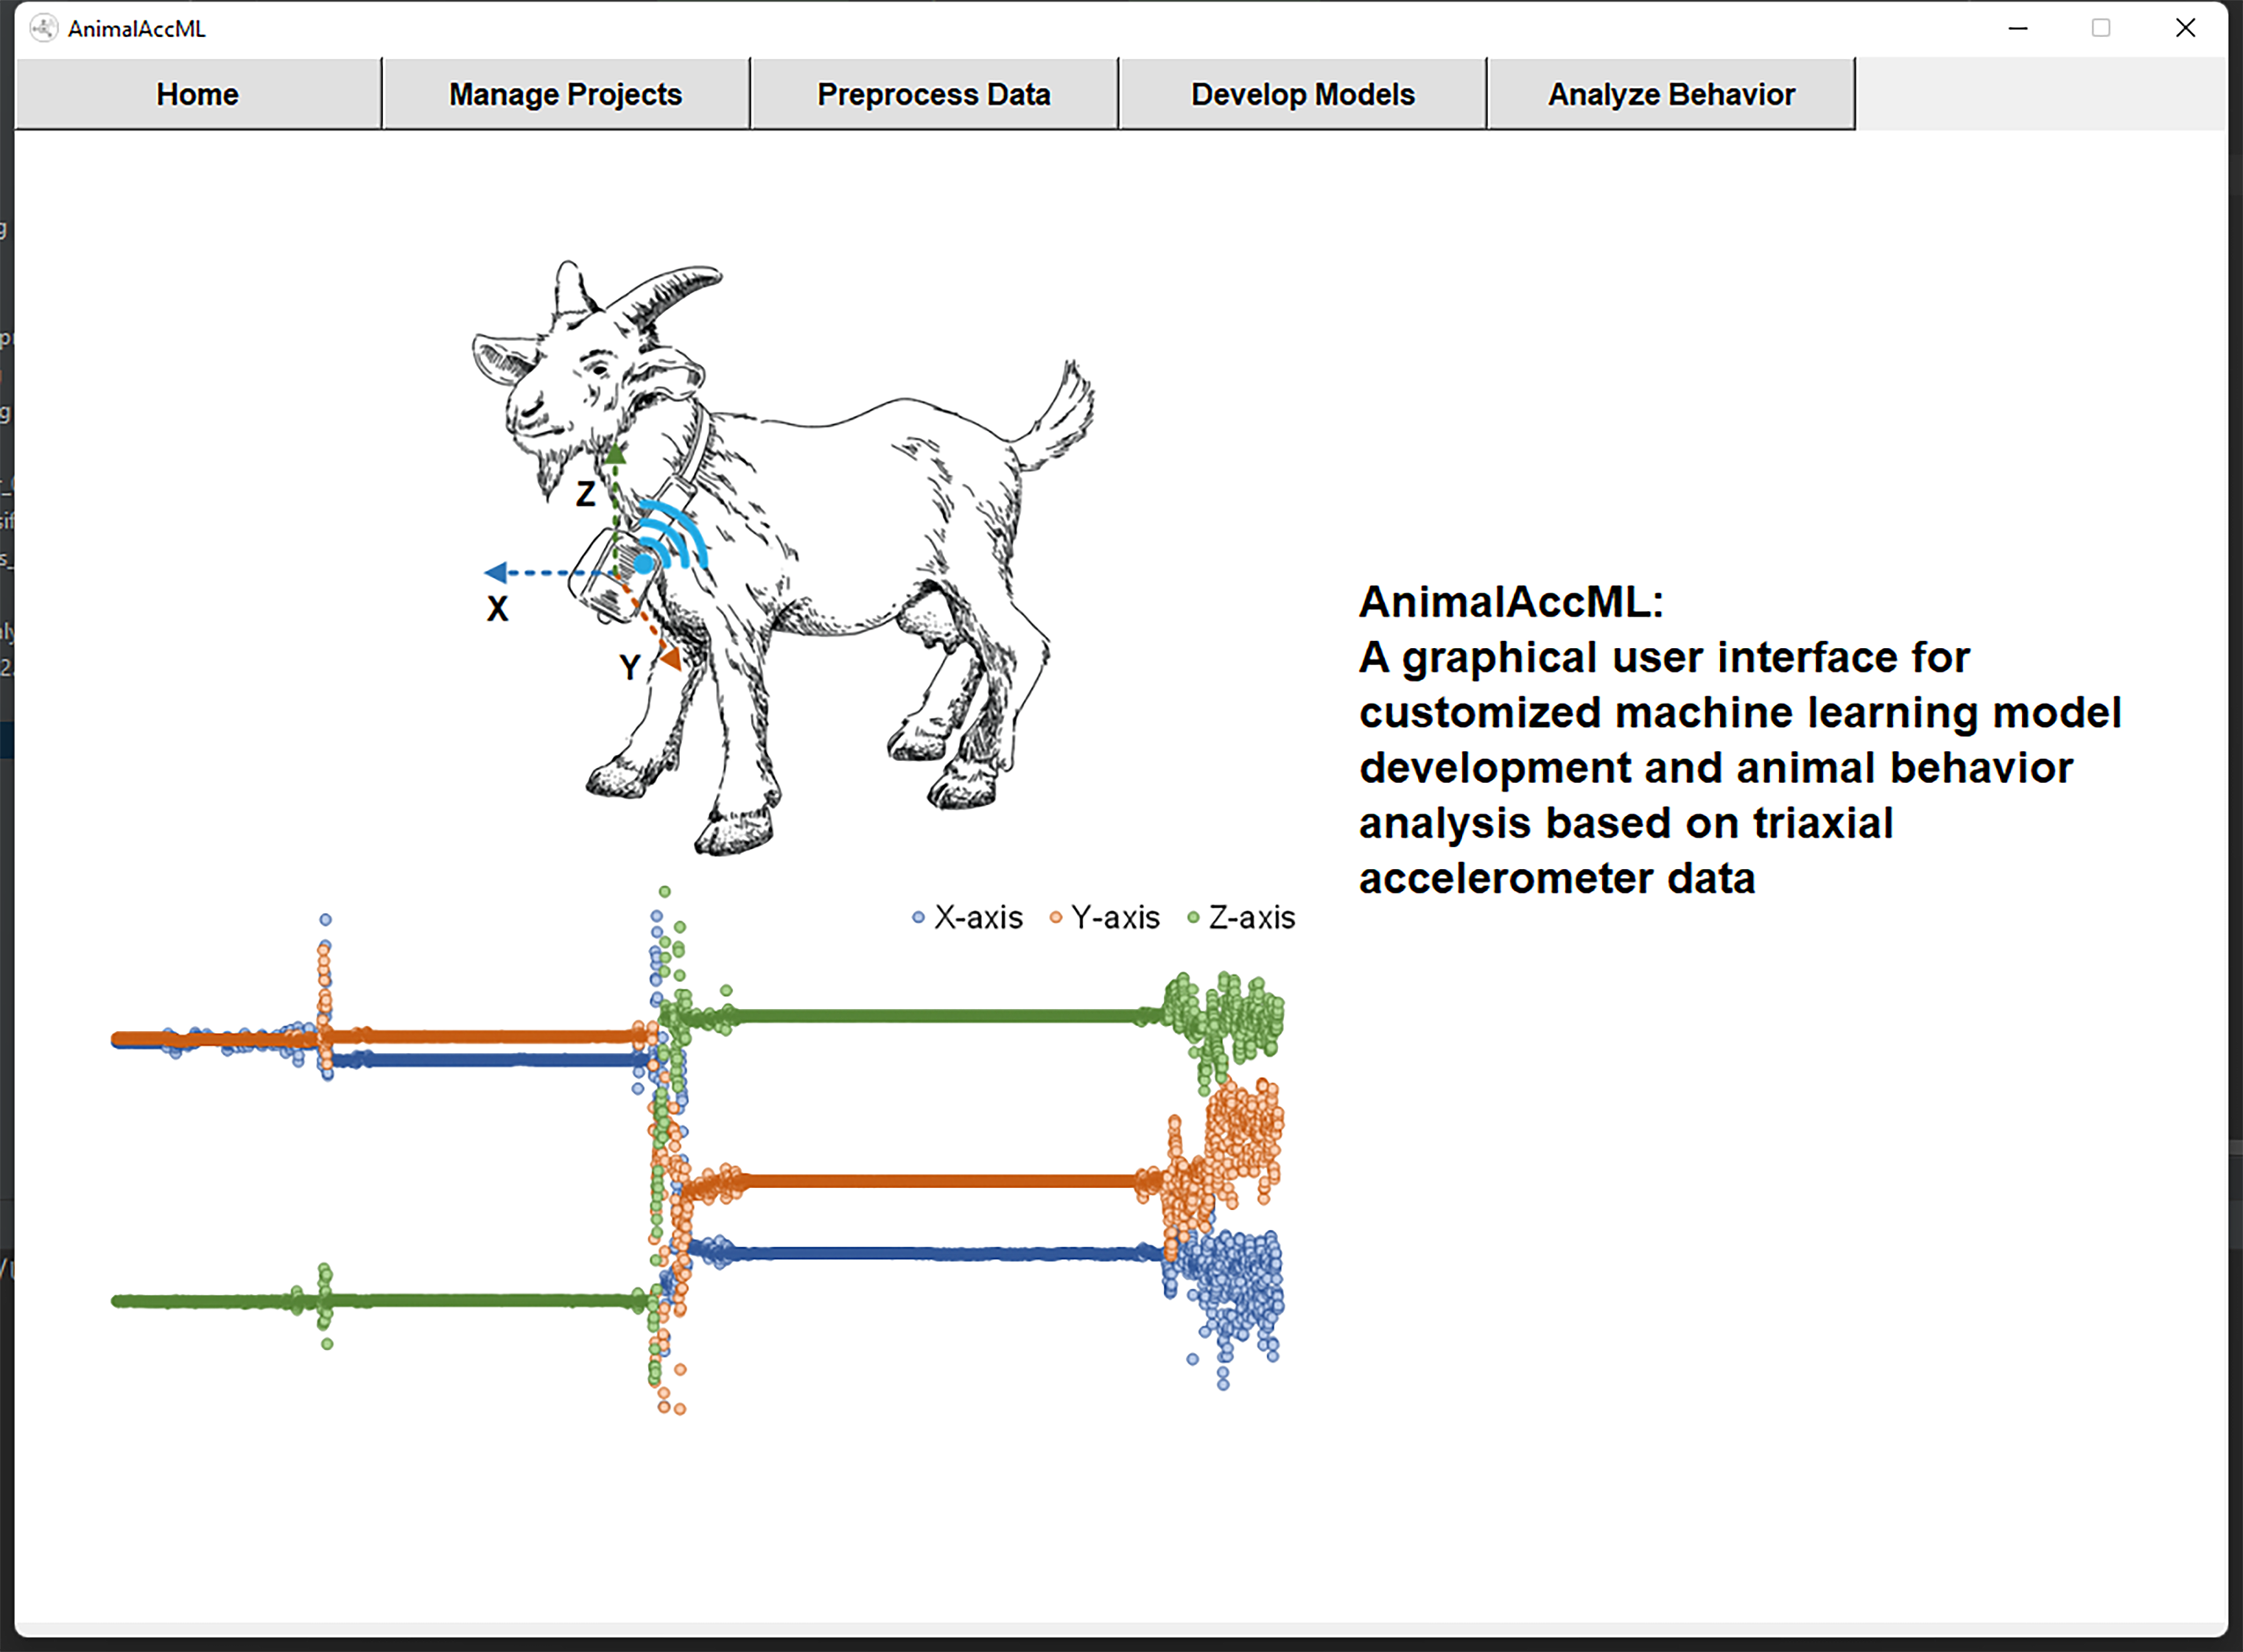 AnimalAccML
Home Manage Projects Preprocess Data Develop Models Analyze Behavior
Z
X
Y
AnimalAccML:
A graphical user interface for
customized machine learning model
development and animal behavior
analysis based on triaxial
accelerometer data
X-axis Y-axis Z-axis